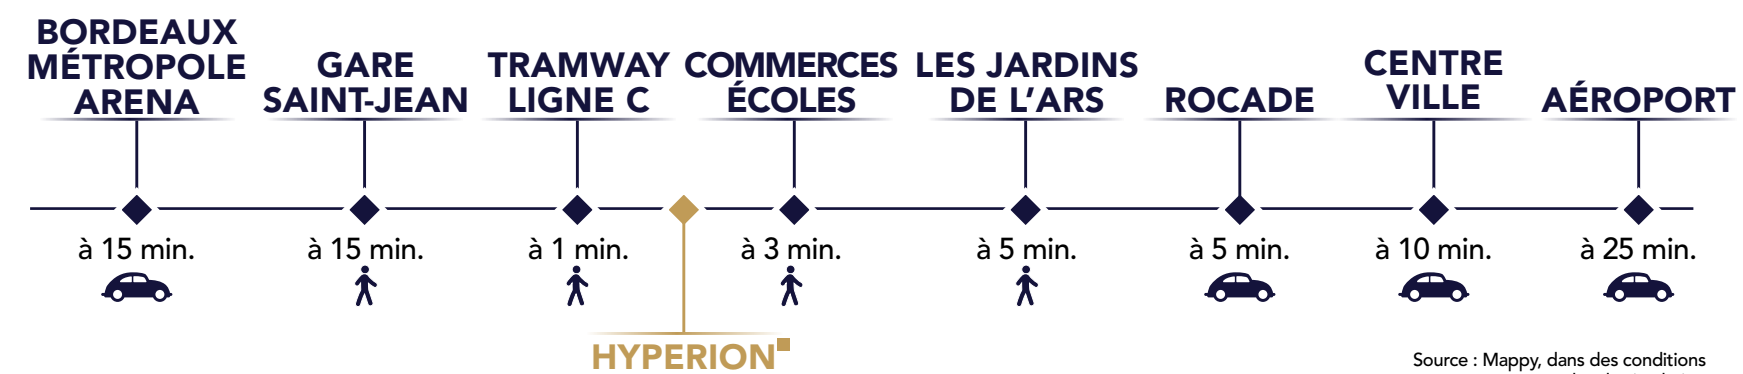 BORDEAUX
MÉTROPOLE
ARENA
GARE
SAINT-JEAN
TRAMWAY
LIGNE C
COMMERCES
ÉCOLES
LES JARDINS
DE L’ARS
ROCADE
CENTRE
VILLE
AÉROPORT
à 15 min.
à 15 min.
à 1 min.
à 3 min.
à 5 min.
à 5 min.
à 10 min.
à 25 min.
HYPERION
Source : Mappy, dans des conditions